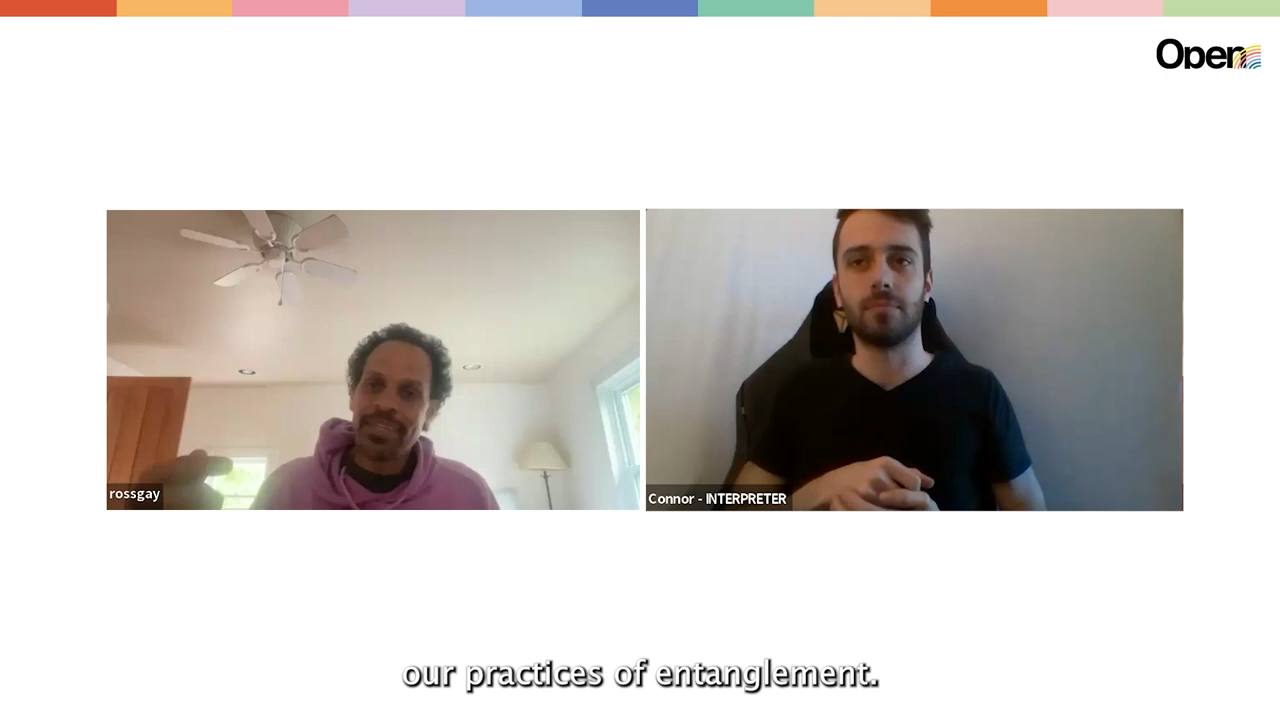 Open
rossgay
Connor - INTERPRETER
our practices of entanglement.